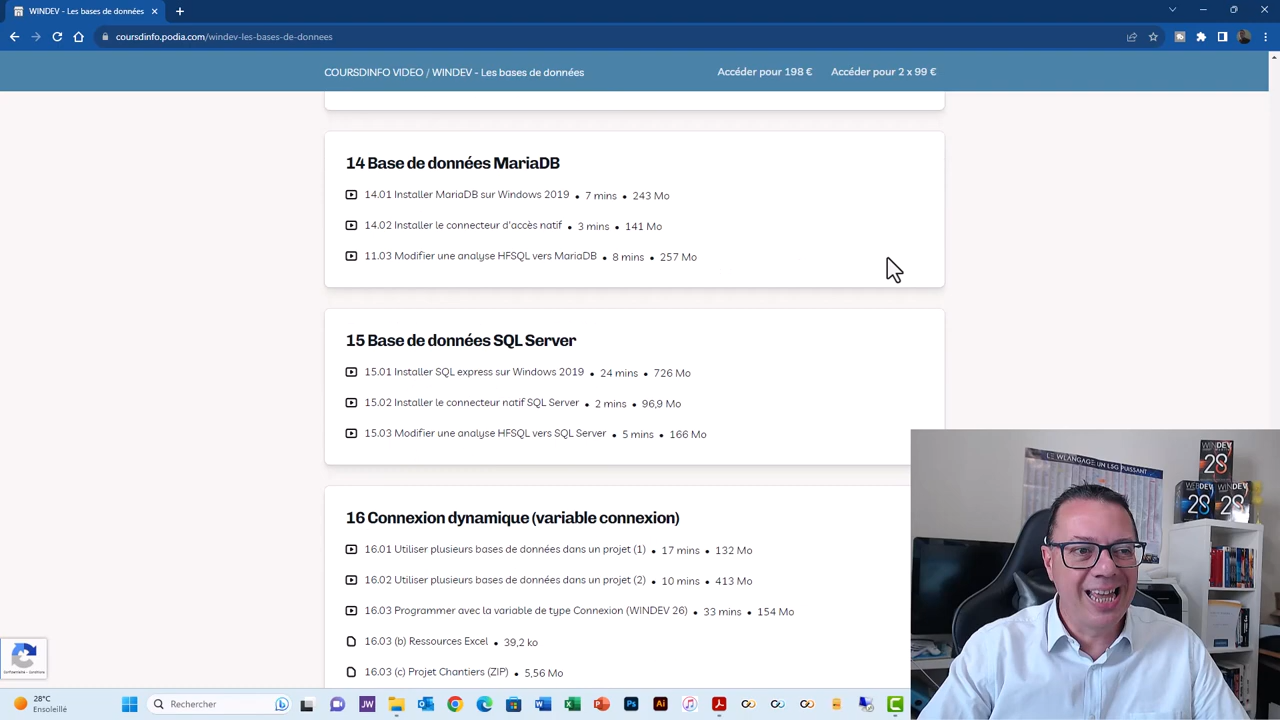 WINDEV - Les bases de données
coursdinfo.podia.com/windev-les-bases-de-donnees
COURSDINFO VIDEO / WINDEV - Les bases de données
Accéder pour 198 € Accéder pour 2 x 99 €
14 Base de données MariaDB
14.01 Installer MariaDB sur Windows 2019 • 7 mins • 243 Mo
14.02 Installer le connecteur d'accès natif • 3 mins • 141 Mo
11.03 Modifier une analyse HFSQL vers MariaDB • 8 mins • 257 Mo
15 Base de données SQL Server
15.01 Installer SQL express sur Windows 2019 • 24 mins • 726 Mo
15.02 Installer le connecteur natif SQL Server • 2 mins • 96,9 Mo
15.03 Modifier une analyse HFSQL vers SQL Server • 5 mins • 166 Mo
16 Connexion dynamique (variable connexion)
16.01 Utiliser plusieurs bases de données dans un projet (1) • 17 mins • 132 Mo
16.02 Utiliser plusieurs bases de données dans un projet (2) • 10 mins • 413 Mo
16.03 Programmer avec la variable de type Connexion (WINDEV 26) • 33 mins • 154 Mo
16.03 (b) Ressources Excel • 39,2 ko
16.03 (c) Projet Chantiers (ZIP) • 5,56 Mo
LE WLANGAGE: UN L5G PUISSANT
WINDEV
28
28
28
28°C
Ensoleillé
Rechercher
JW